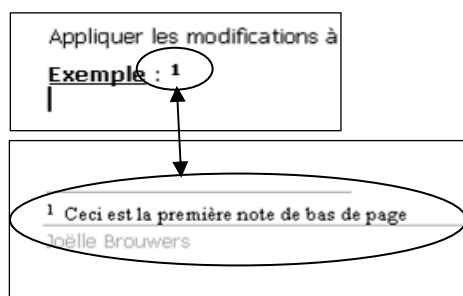 Appliquer les modifications à
Exemple : 1
1 Ceci est la première note de bas de page
Joëlle Brouwers